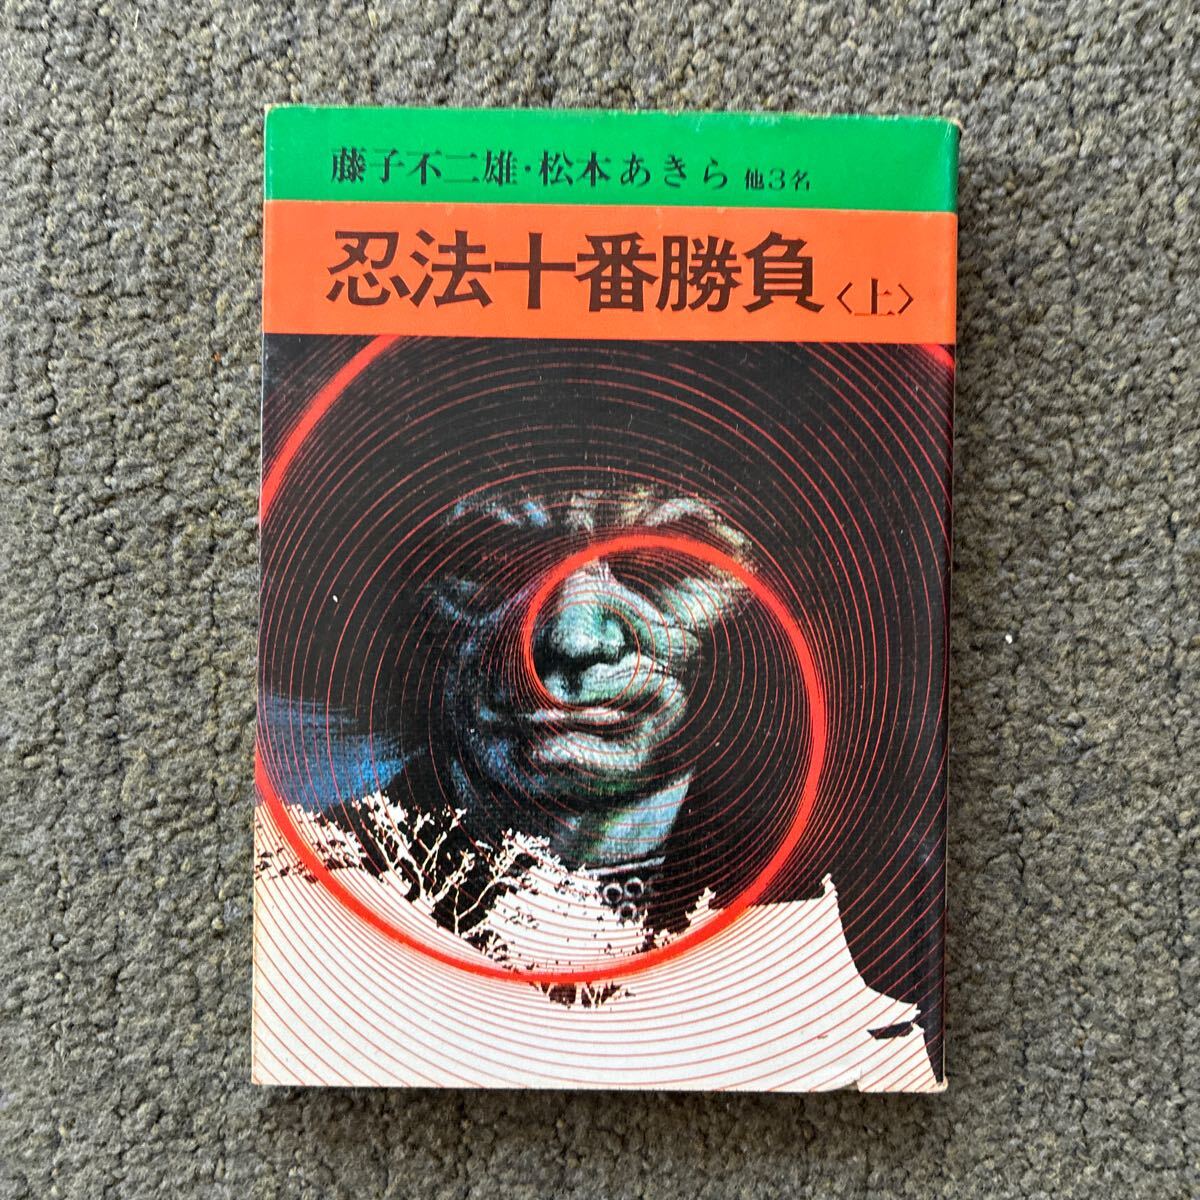 藤子不二雄・松本あきら 他3名
忍法十番勝負〈上〉